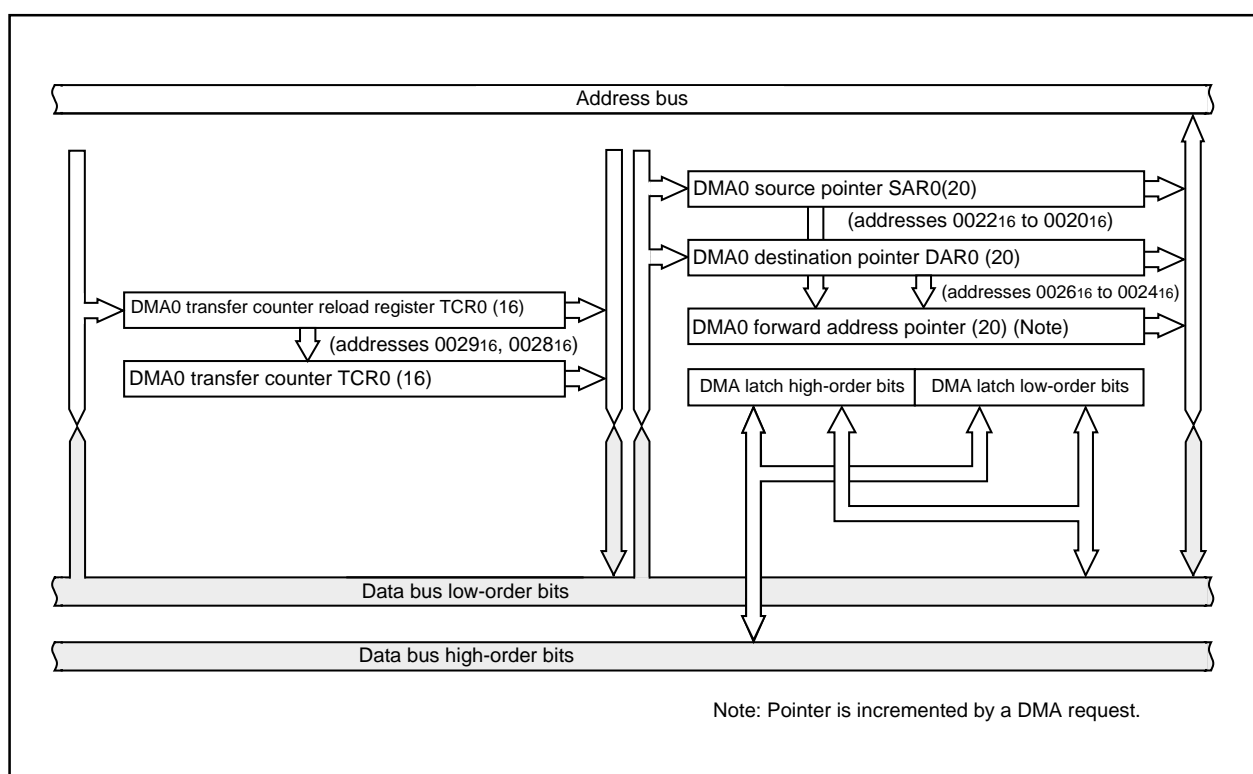 Address bus
DMA0 source pointer SAR0(20)
(addresses 002216 to 002016)
DMA0 destination pointer DAR0 (20)
(addresses 002616 to 002416)
DMA0 forward address pointer (20) (Note)
DMA0 transfer counter reload register TCR0 (16)
(addresses 002916, 002816)
DMA0 transfer counter TCR0 (16)
DMA latch high-order bits
DMA latch low-order bits
Data bus low-order bits
Data bus high-order bits
Note: Pointer is incremented by a DMA request.